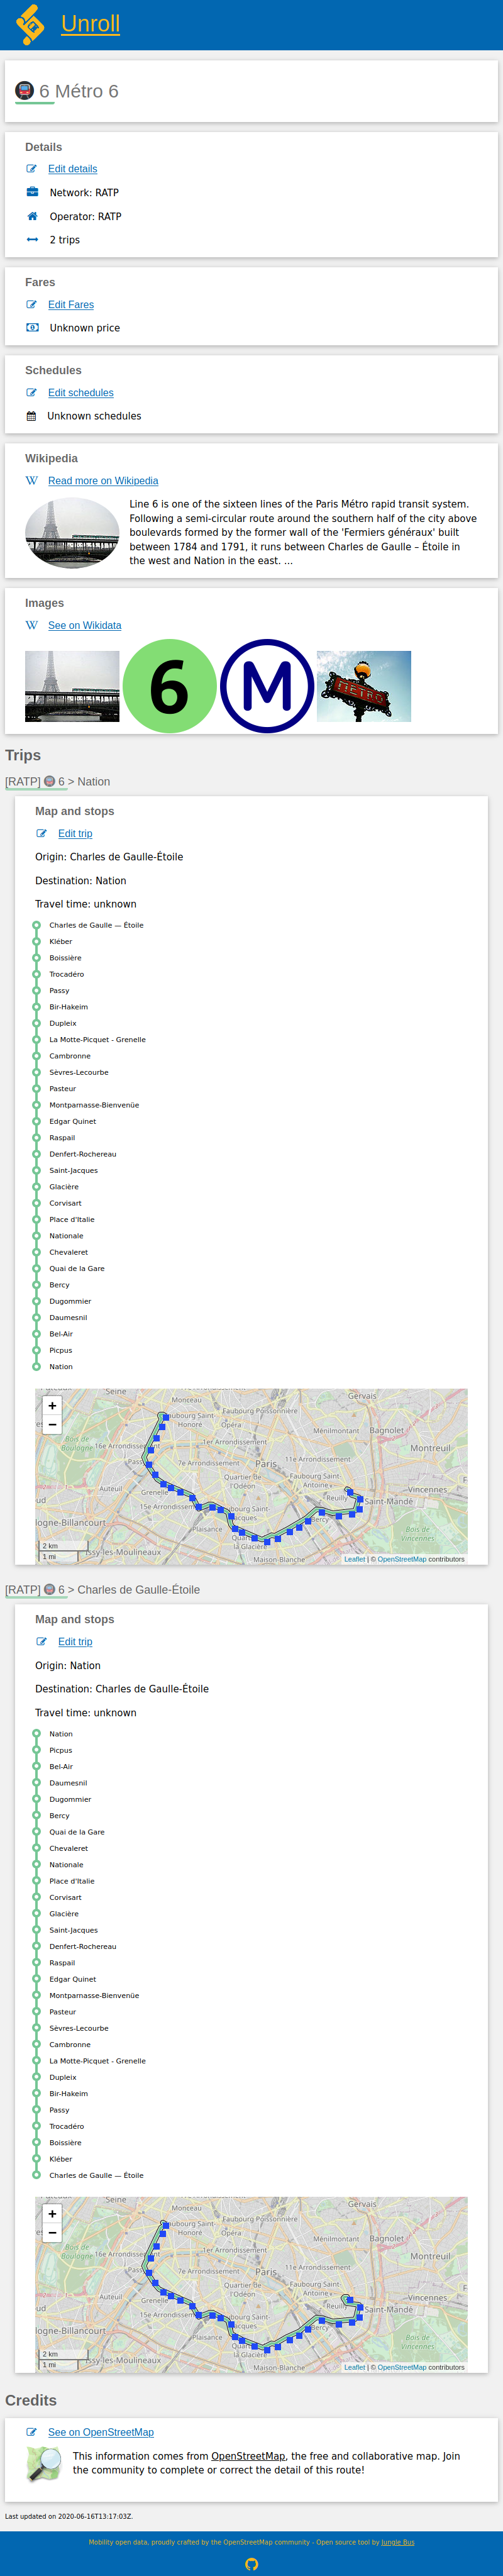 Unroll
6 Métro 6
Details
Edit details
Network: RATP
Operator: RATP
2 trips
Fares
Edit Fares
Unknown price
Schedules
Edit schedules
Unknown schedules
Wikipedia
Read more on Wikipedia
Line 6 is one of the sixteen lines of the Paris Métro rapid transit system.
Following a semi-circular route around the southern half of the city above
boulevards formed by the former wall of the 'Fermiers généraux' built
between 1784 and 1791, it runs between Charles de Gaulle – Étoile in
the west and Nation in the east. ...
Images
See on Wikidata
6 M METRO
Trips
[RATP] 6 > Nation
Map and stops
Edit trip
Origin: Charles de Gaulle-Étoile
Destination: Nation
Travel time: unknown
Charles de Gaulle — Étoile
Kléber
Boissière
Trocadéro
Passy
Bir-Hakeim
Dupleix
La Motte-Picquet - Grenelle
Cambronne
Sèvres-Lecourbe
Pasteur
Montparnasse-Bienvenüe
Edgar Quinet
Raspail
Denfert-Rochereau
Saint-Jacques
Glacière
Corvisart
Place d'Italie
Nationale
Chevaleret
Quai de la Gare
Bercy
Dugommier
Daumesnil
Bel-Air
Picpus
Nation
Seine
Gervais
Monceau
Faubourg Poissonnière
+
Faubourg Saint-
Honoré
Opéra
Ménilmontant
Bagnolet
−
Bois de
Boulogne
16e Arrondissement
2e Arrondissement
Montreuil
7e Arrondissement
Paris
11e Arrondissement
Quartier de
l'Odéon
Faubourg Saint-
Antoine
Vincennes
Auteuil
Grenelle
Reuilly
Saint-Mandé
15e Arrondissement
Bercy
ogne-Billancourt
Plaisance
Quartier de
la Glacière
Bois de
Vincennes
2 km
1 mi
Issy-les-Moulineaux
Maison-Blanche
Leaflet | © OpenStreetMap contributors
[RATP] 6 > Charles de Gaulle-Étoile
Map and stops
Edit trip
Origin: Nation
Destination: Charles de Gaulle-Étoile
Travel time: unknown
Nation
Picpus
Bel-Air
Daumesnil
Dugommier
Bercy
Quai de la Gare
Chevaleret
Nationale
Place d'Italie
Corvisart
Glacière
Saint-Jacques
Denfert-Rochereau
Raspail
Edgar Quinet
Montparnasse-Bienvenüe
Pasteur
Sèvres-Lecourbe
Cambronne
La Motte-Picquet - Grenelle
Dupleix
Bir-Hakeim
Passy
Trocadéro
Boissière
Kléber
Charles de Gaulle — Étoile
Seine
Gervais
Monceau
Faubourg Poissonnière
+
Faubourg Saint-
Honoré
Opéra
Ménilmontant
Bagnolet
−
Bois de
Boulogne
16e Arrondissement
2e Arrondissement
Montreuil
7e Arrondissement
Paris
11e Arrondissement
Quartier de
l'Odéon
Faubourg Saint-
Antoine
Vincennes
Auteuil
Grenelle
Reuilly
Saint-Mandé
15e Arrondissement
Bercy
ogne-Billancourt
Plaisance
Quartier de
la Glacière
Bois de
Vincennes
2 km
1 mi
Issy-les-Moulineaux
Maison-Blanche
Leaflet | © OpenStreetMap contributors
Credits
See on OpenStreetMap
This information comes from OpenStreetMap, the free and collaborative map. Join
the community to complete or correct the detail of this route!
Last updated on 2020-06-16T13:17:03Z.
Mobility open data, proudly crafted by the OpenStreetMap community - Open source tool by Jungle Bus